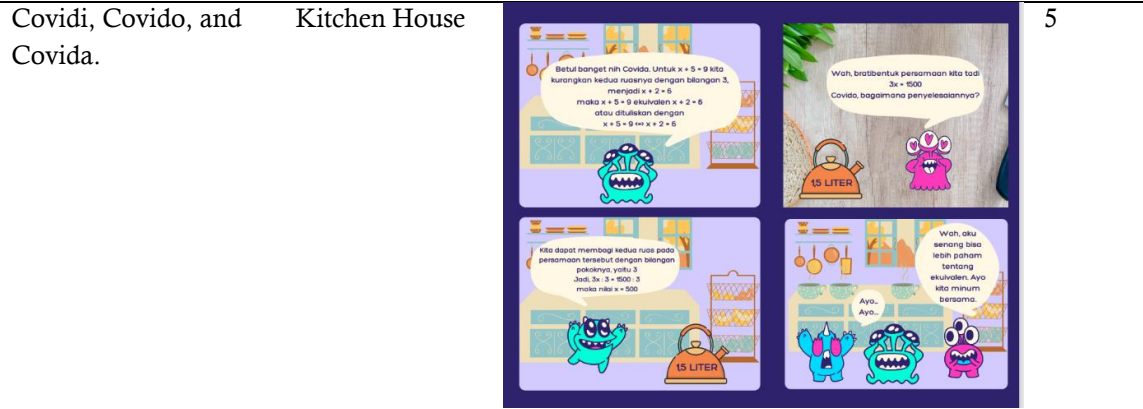 Covidi, Covido, and
Covida.
Kitchen House
5
Betul banget nih Covida. Untuk x + 5 = 9 kita
kurangkan kedua ruasnya dengan bilangan 3,
menjadi x + 2 = 6
maka x + 5 = 9 ekuivalen x + 2 = 6
atau dituliskan dengan
x + 5 = 9 ⇔ x + 2 = 6
Wah, bratibentuk persamaan kita tadi
3x = 1500
Covido, bagaimana penyelesaiannya?
1,5 LITER
Kita dapat membagi kedua ruas pada
persamaan tersebut dengan bilangan
pokoknya, yaitu 3
Jadi, 3x : 3 = 1500 : 3
maka nilai x = 500
1,5 LITER
Wah, aku
senang bisa
lebih paham
tentang
ekuivalen. Ayo
kita minum
bersama.
Ayo..
Ayo...